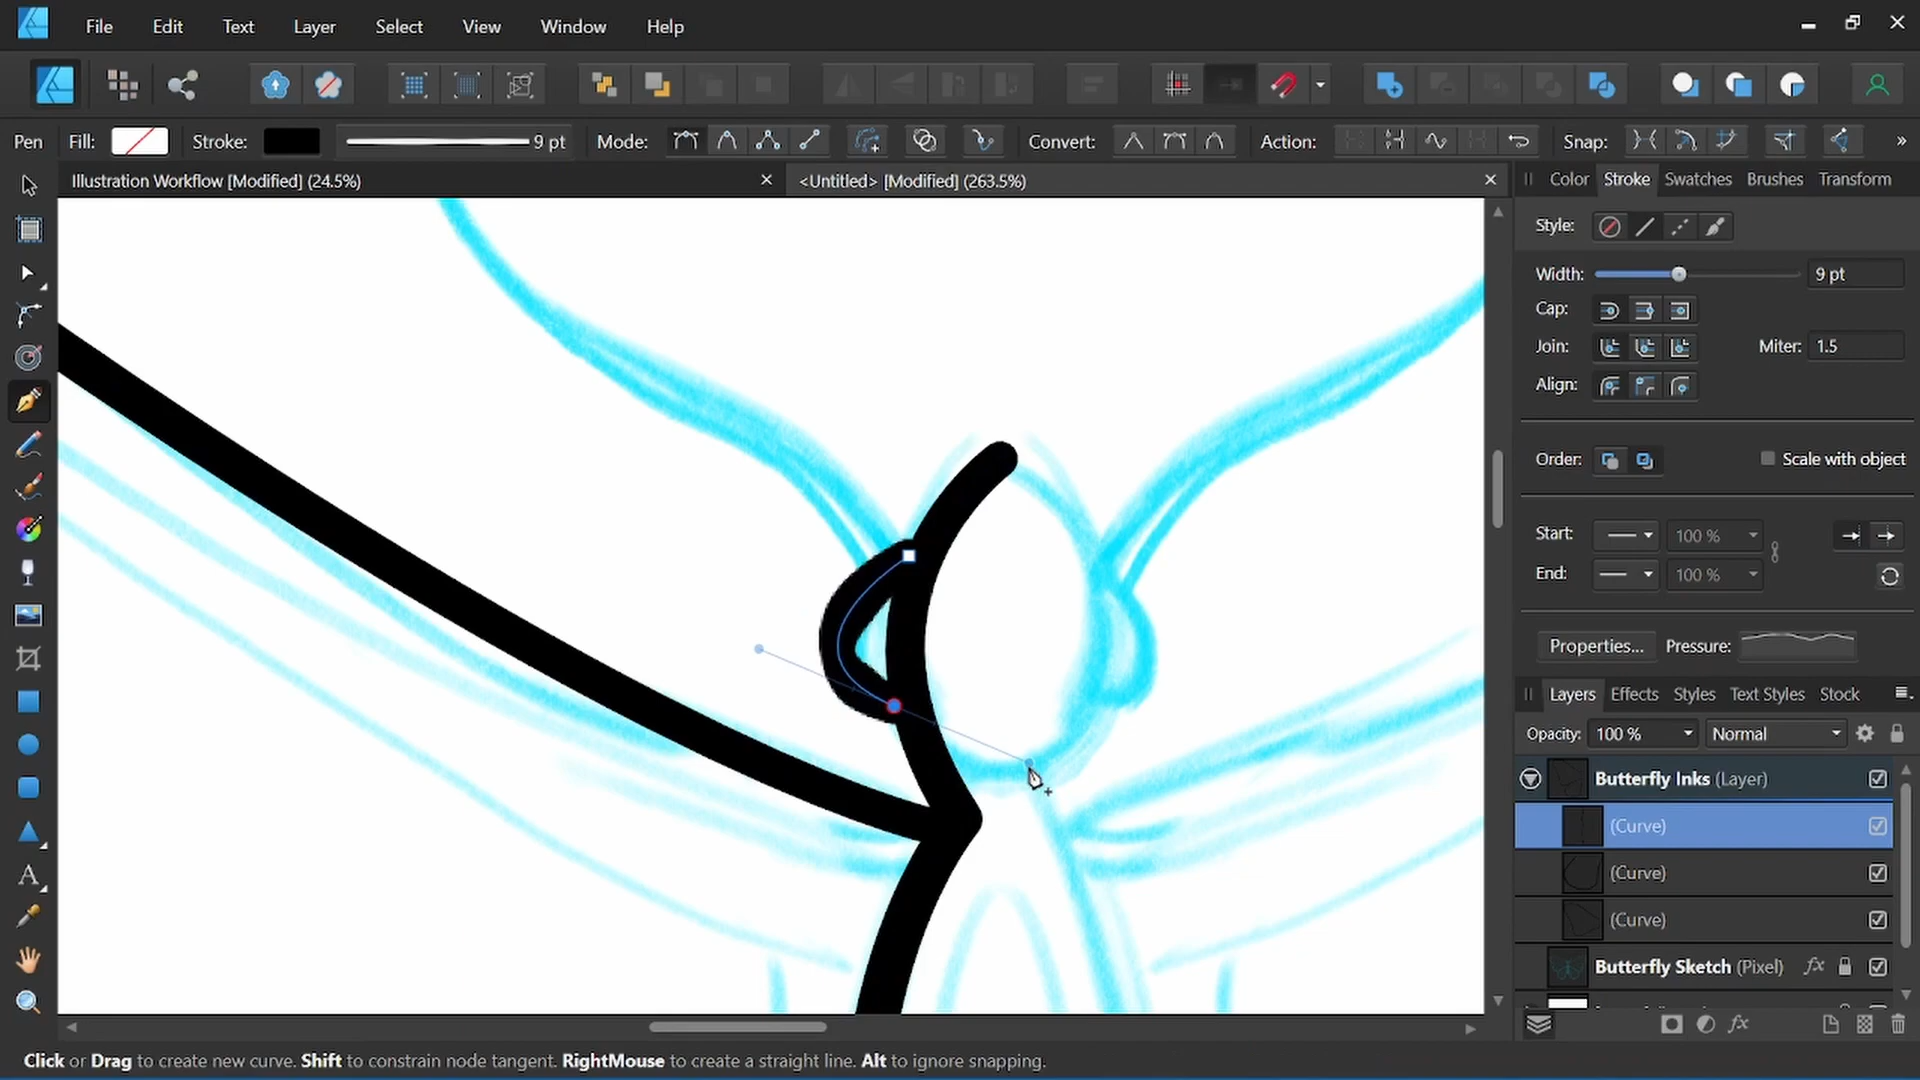 File Edit Text Layer Select View Window Help
Pen Fill: Stroke: 9 pt Mode: Convert: Action: Snap: »
Illustration Workflow [Modified] (24.5%)
<Untitled> [Modified] (263.5%)
Color Stroke Swatches Brushes Transform
Style:
Width: 9 pt
Cap:
Join: Miter: 1.5
Align:
Order: Scale with object
Start: 100 %
End: 100 %
Properties... Pressure:
Layers Effects Styles Text Styles Stock
Opacity: 100 % Normal
Butterfly Inks (Layer)
(Curve)
(Curve)
(Curve)
Butterfly Sketch (Pixel) fx
fx
A
Click or Drag to create new curve. Shift to constrain node tangent. RightMouse to create a straight line. Alt to ignore snapping.